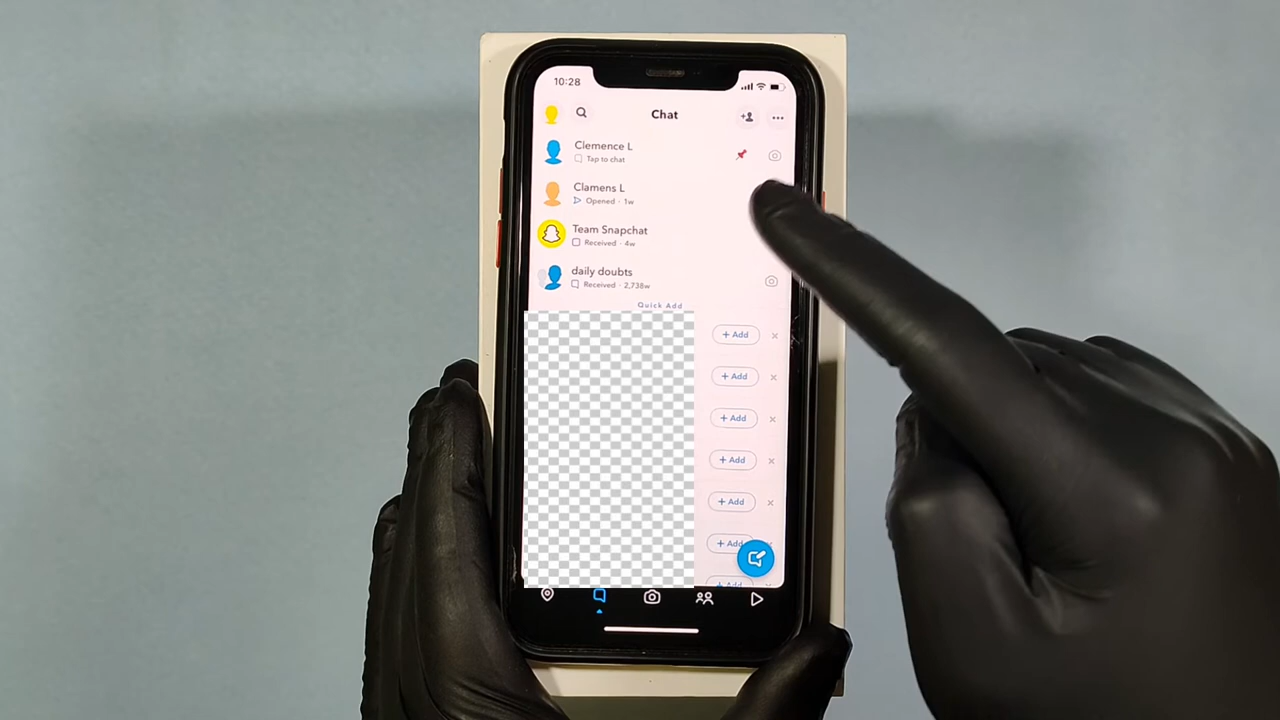 10:28
Chat
Clemence L
Tap to chat
Clamens L
Opened · 1w
Team Snapchat
Received · 4w
daily doubts
Received · 2,738w
Quick Add
+ Add
+ Add
+ Add
+ Add
+ Add
+ Add
+ Add